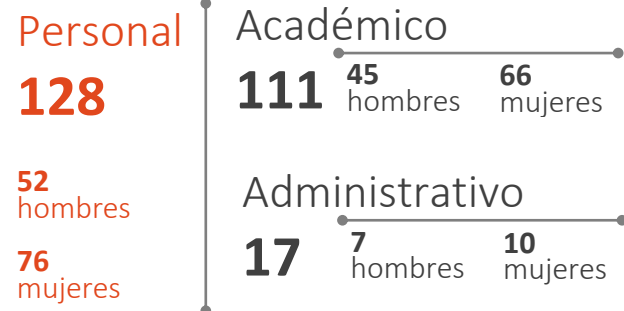 Personal
128
52
hombres
76
mujeres
Académico
111
45
hombres
66
mujeres
Administrativo
17
7
hombres
10
mujeres